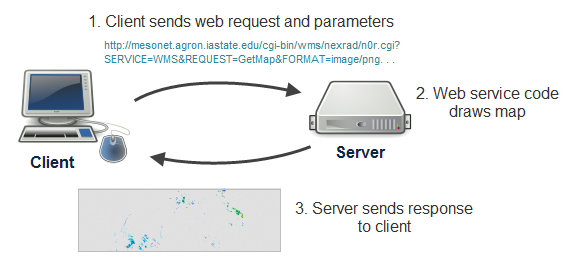 1. Client sends web request and parameters
http://mesonet.agron.iastate.edu/cgi-bin/wms/nexrad/n0r.cgi?
SERVICE=WMS&REQUEST=GetMap&FORMAT=image/png. . .
2. Web service code
draws map
Client
Server
3. Server sends response
to client